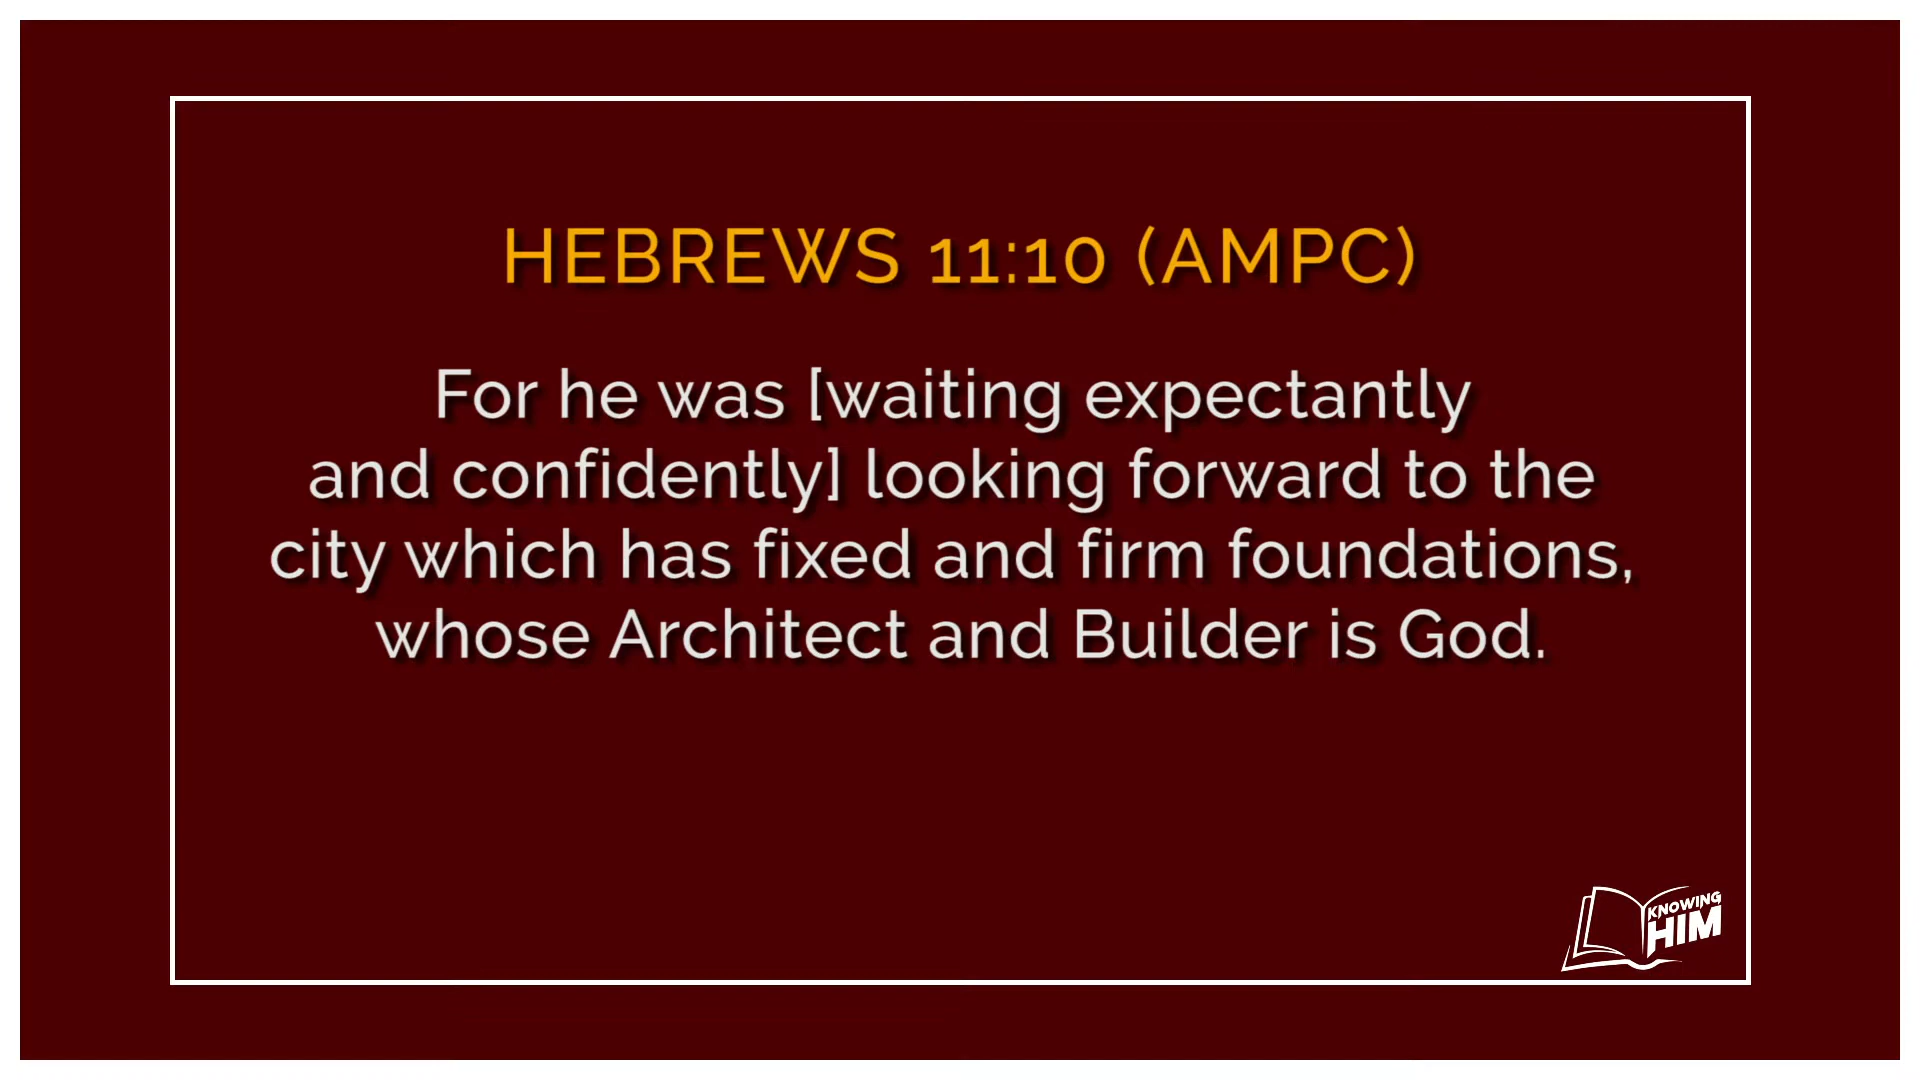 HEBREWS 11:10 (AMPC)
For he was [waiting expectantly
and confidently] looking forward to the
city which has fixed and firm foundations,
whose Architect and Builder is God.
KNOWING
HIM